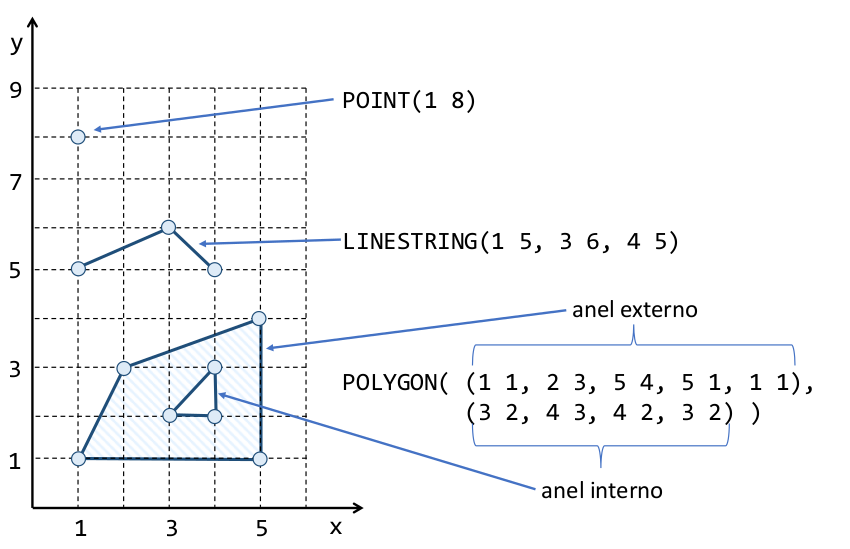 y
9
POINT(1 8)
7
LINESTRING(1 5, 3 6, 4 5)
5
anel externo
3
POLYGON( (1 1, 2 3, 5 4, 5 1, 1 1),
(3 2, 4 3, 4 2, 3 2) )
1
anel interno
1 3 5 x